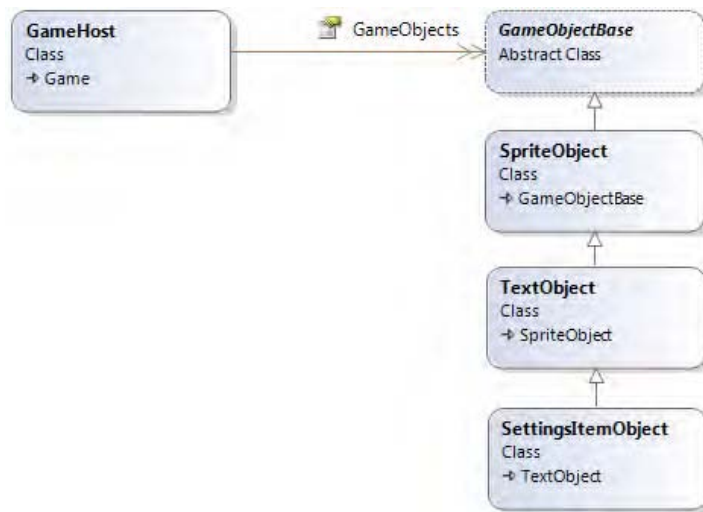 GameHost
Class
Game
GameObjects
GameObjectBase
Abstract Class
SpriteObject
Class
GameObjectBase
TextObject
Class
SpriteObject
SettingsItemObject
Class
TextObject